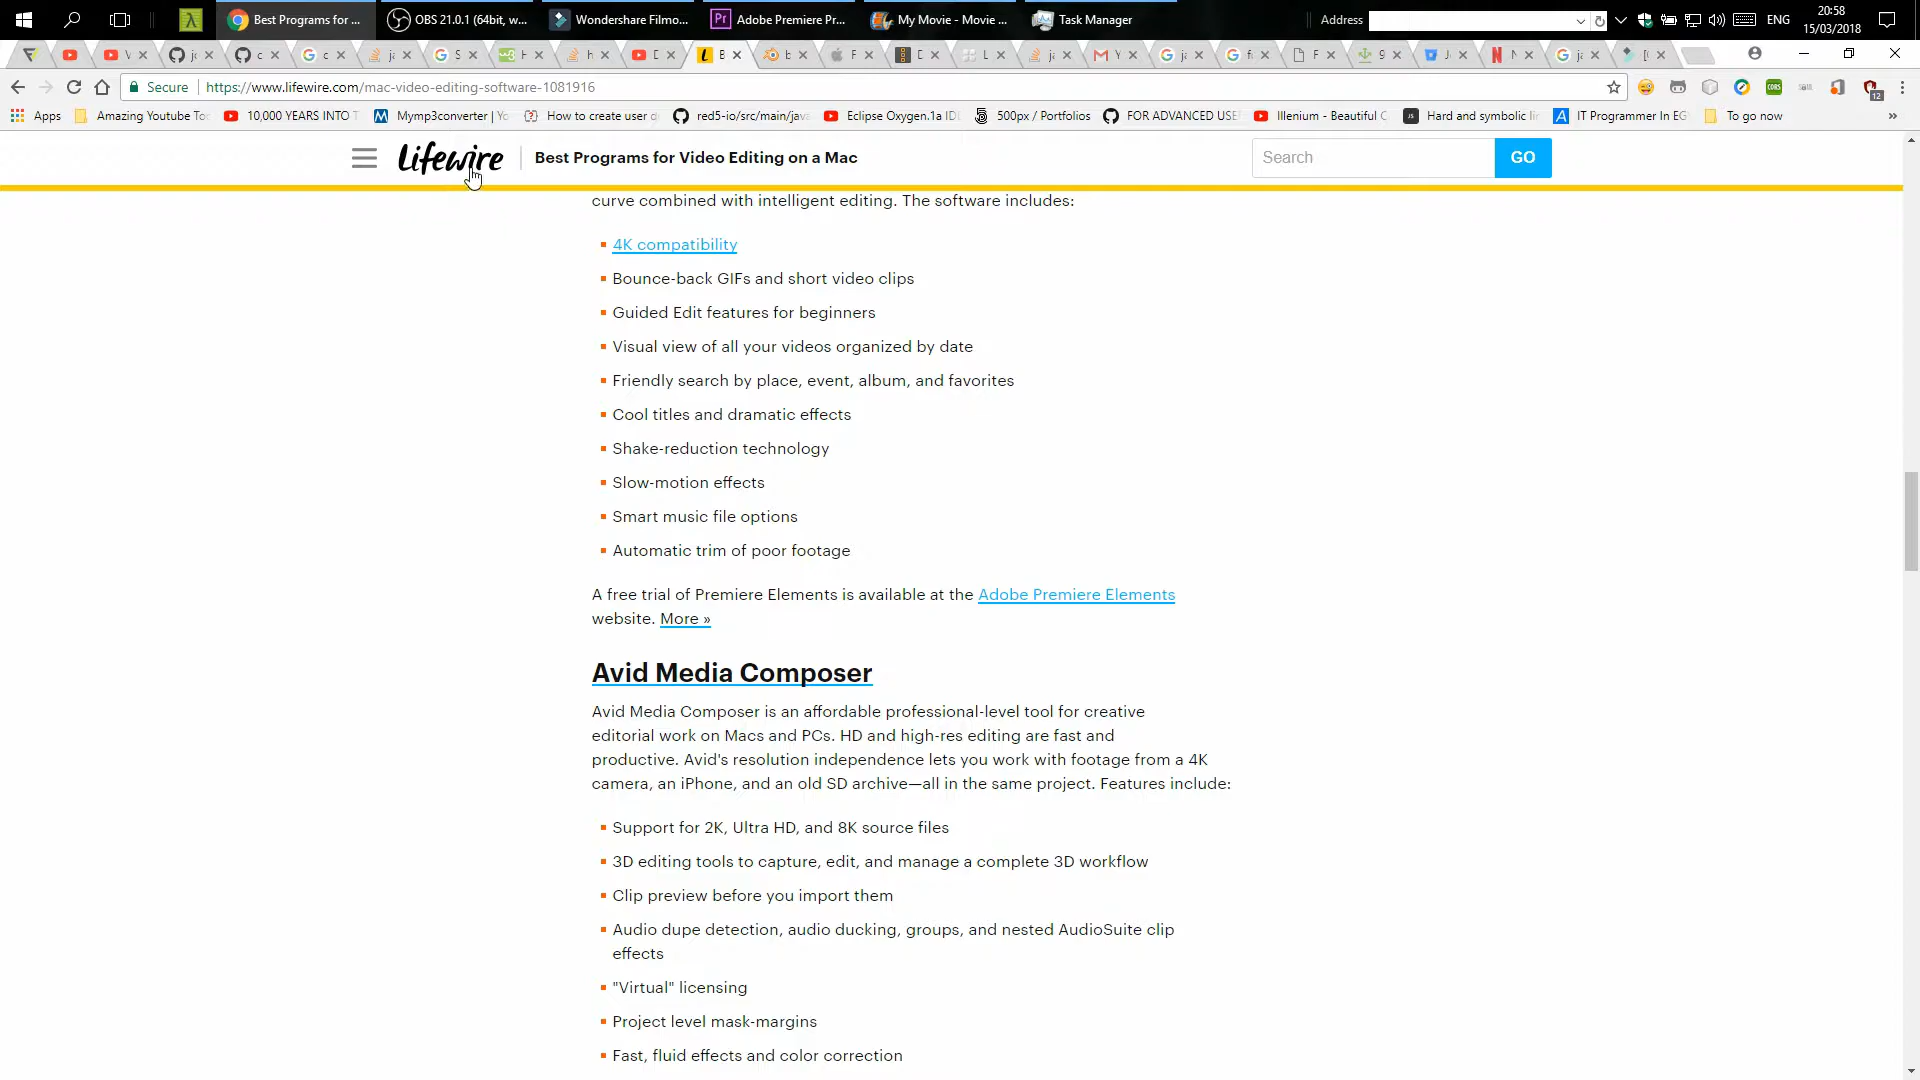 Best Programs for ...
OBS 21.0.1 (64bit, w...
Wondershare Filmo...
Adobe Premiere Pr...
My Movie - Movie ...
Task Manager
Address
ENG
20:58
15/03/2018
Secure
https://www.lifewire.com/mac-video-editing-software-1081916
Apps
Amazing Youtube To
10,000 YEARS INTO T
Mymp3converter | Yo
How to create user d
red5-io/src/main/java
Eclipse Oxygen.1a IDE
500px / Portfolios
FOR ADVANCED USE
Illenium - Beautiful C
Hard and symbolic lin
IT Programmer In EG
To go now
»
Lifewire
Best Programs for Video Editing on a Mac
Search
GO
curve combined with intelligent editing. The software includes:
4K compatibility
Bounce-back GIFs and short video clips
Guided Edit features for beginners
Visual view of all your videos organized by date
Friendly search by place, event, album, and favorites
Cool titles and dramatic effects
Shake-reduction technology
Slow-motion effects
Smart music file options
Automatic trim of poor footage
A free trial of Premiere Elements is available at the Adobe Premiere Elements
website. More »
Avid Media Composer
Avid Media Composer is an affordable professional-level tool for creative
editorial work on Macs and PCs. HD and high-res editing are fast and
productive. Avid's resolution independence lets you work with footage from a 4K
camera, an iPhone, and an old SD archive—all in the same project. Features include:
Support for 2K, Ultra HD, and 8K source files
3D editing tools to capture, edit, and manage a complete 3D workflow
Clip preview before you import them
Audio dupe detection, audio ducking, groups, and nested AudioSuite clip
effects
"Virtual" licensing
Project level mask-margins
Fast, fluid effects and color correction